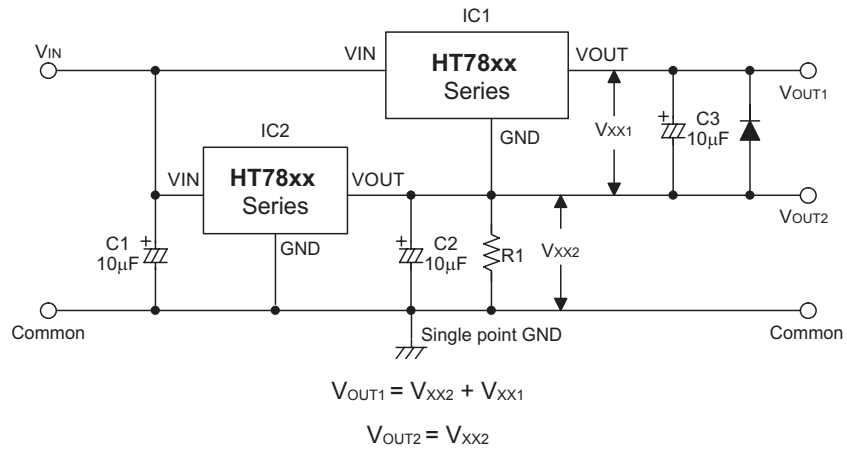 IC1
VIN
VIN
HT78xx
Series
VOUT
VOUT1
GND
VXX1
C3
10μF
IC2
VIN
HT78xx
Series
VOUT
VOUT2
GND
C1
10μF
C2
10μF
R1
VXX2
Common
Single point GND
Common
VOUT1 = VXX2 + VXX1
VOUT2 = VXX2